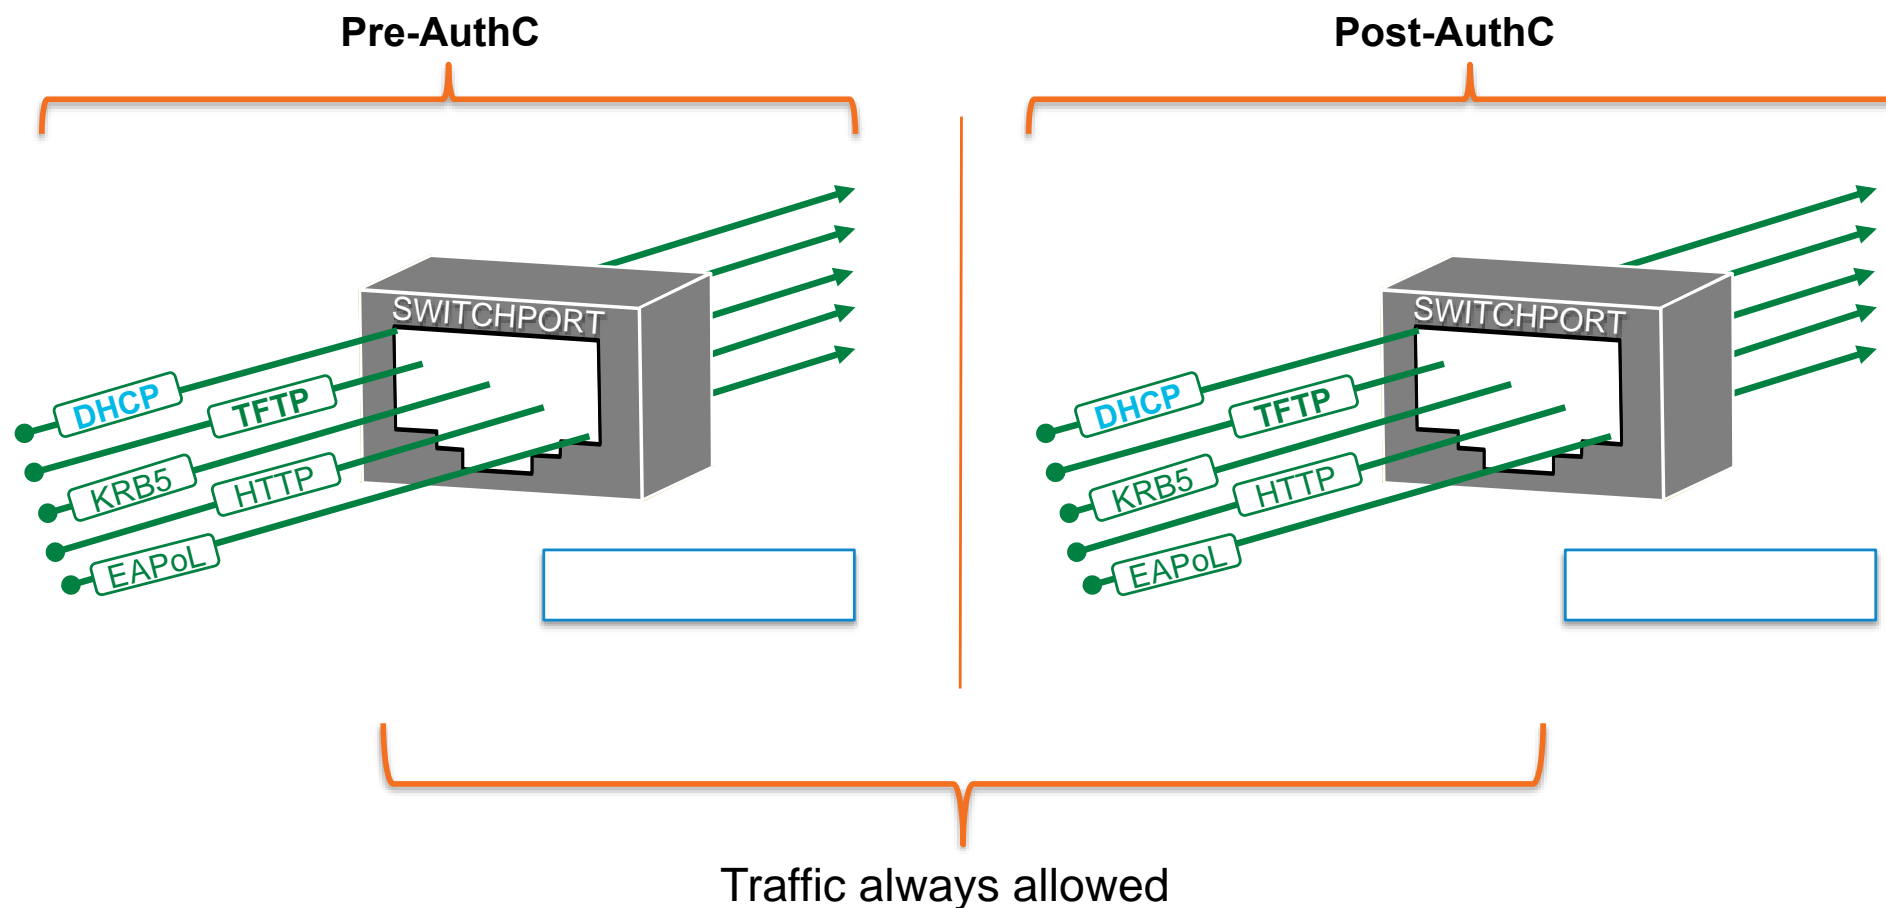 Pre-AuthC
Post-AuthC
SWITCHPORT
DHCP
TFTP
KRB5
HTTP
EAPoL
SWITCHPORT
DHCP
TFTP
KRB5
HTTP
EAPoL
Traffic always allowed